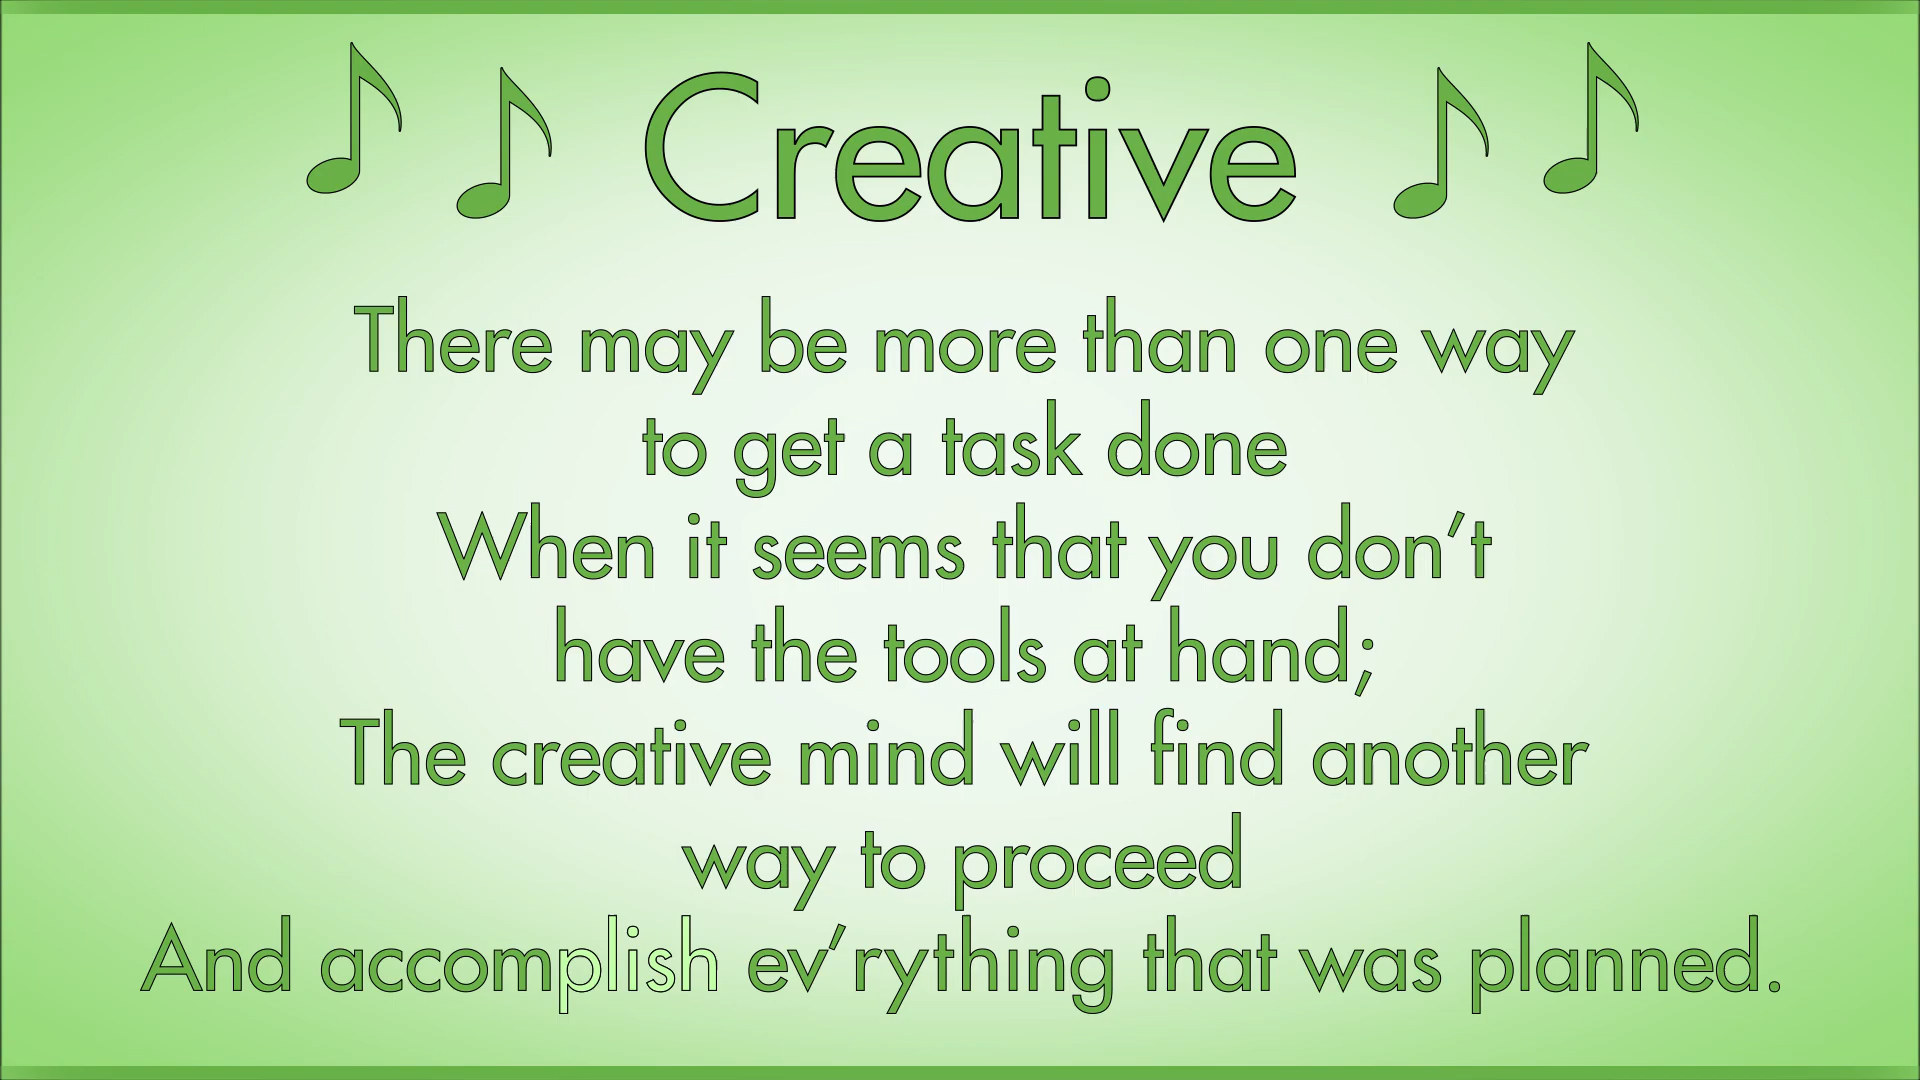 Creative
There may be more than one way
to get a task done
When it seems that you don’t
have the tools at hand;
The creative mind will find another
way to proceed
And accomplish ev’rything that was planned.